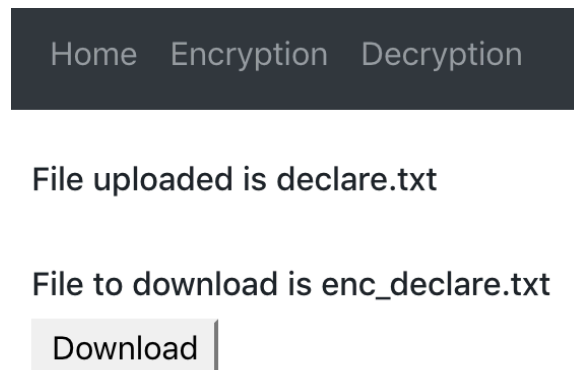 Home Encryption Decryption
File uploaded is declare.txt
File to download is enc_declare.txt
Download